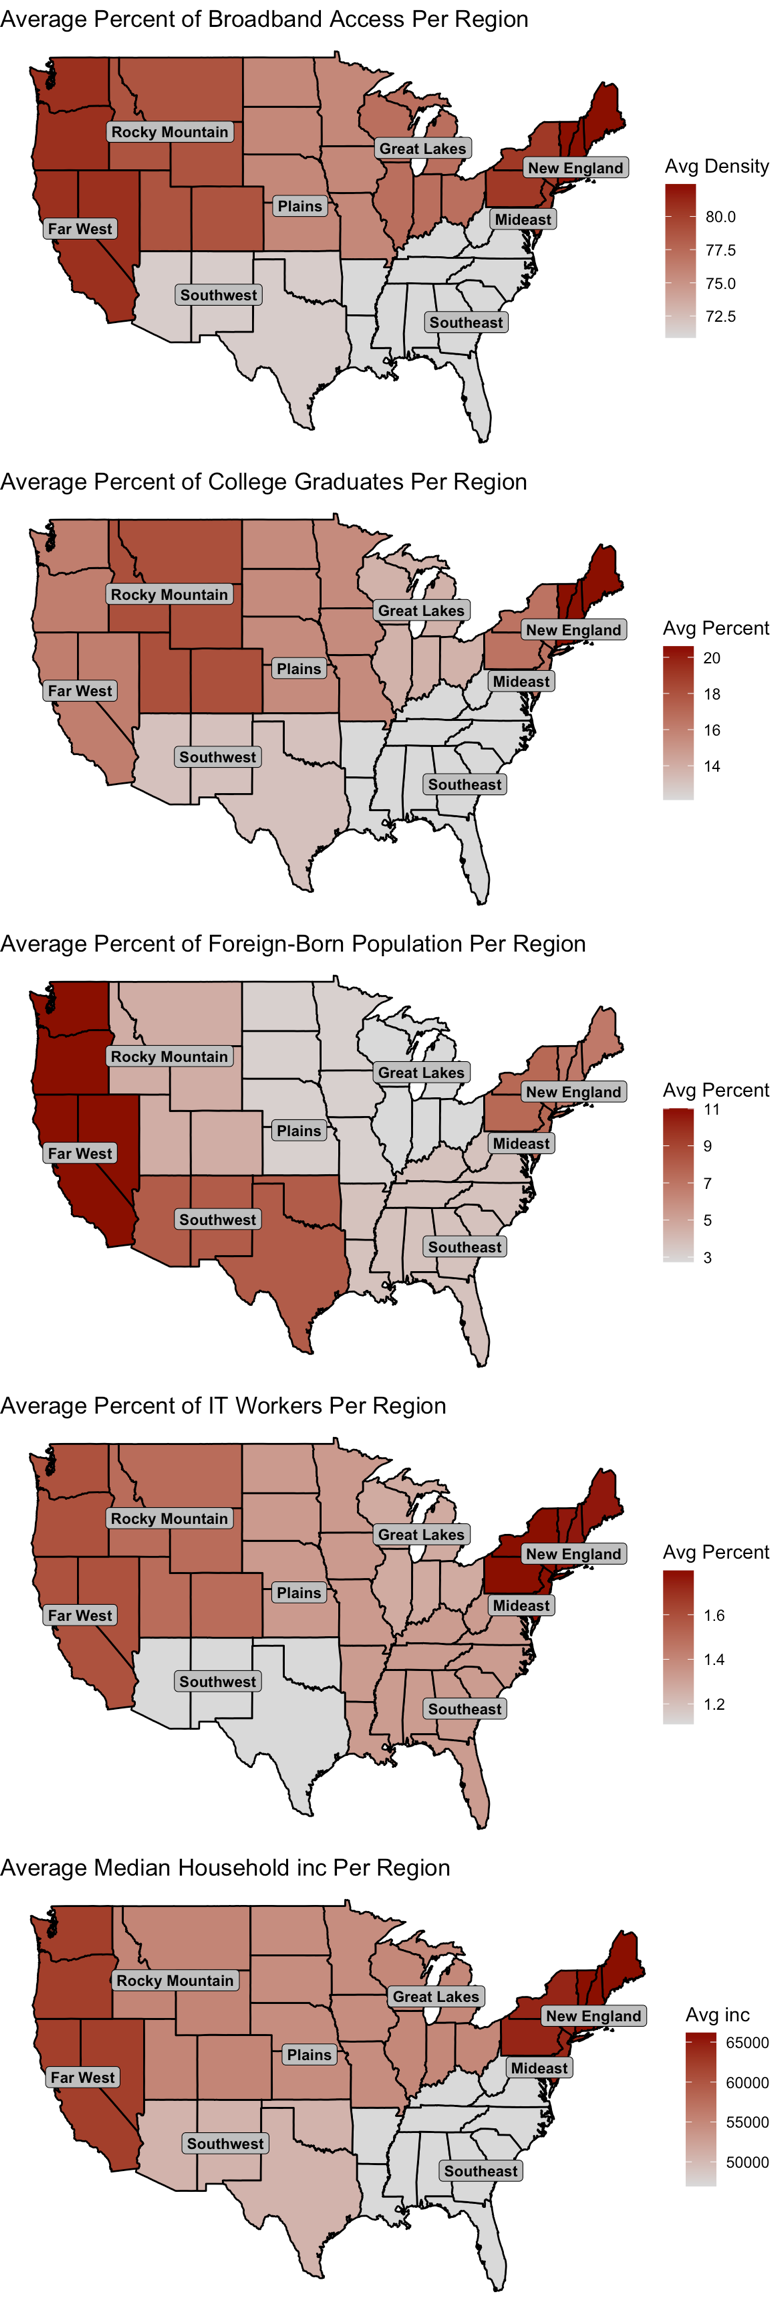 Average Percent of Broadband Access Per Region
Rocky Mountain
Great Lakes
New England
Plains
Mideast
Far West
Southwest
Southeast
Avg Density
80.0
77.5
75.0
72.5
Average Percent of College Graduates Per Region
Rocky Mountain
Great Lakes
New England
Plains
Mideast
Far West
Southwest
Southeast
Avg Percent
20
18
16
14
Average Percent of Foreign-Born Population Per Region
Rocky Mountain
Great Lakes
New England
Plains
Mideast
Far West
Southwest
Southeast
Avg Percent
11
9
7
5
3
Average Percent of IT Workers Per Region
Rocky Mountain
Great Lakes
New England
Plains
Mideast
Far West
Southwest
Southeast
Avg Percent
1.6
1.4
1.2
Average Median Household inc Per Region
Rocky Mountain
Great Lakes
New England
Plains
Mideast
Far West
Southwest
Southeast
Avg inc
65000
60000
55000
50000